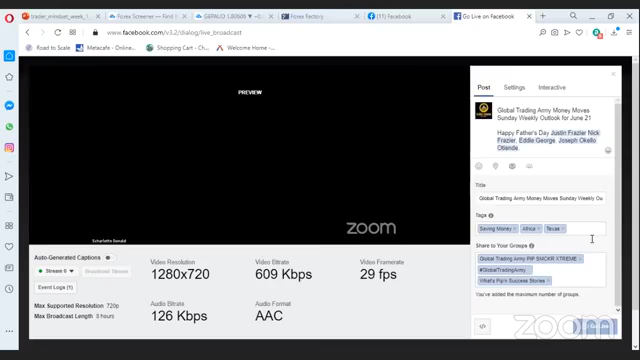 trader_mindset_week_1
Forex Screener — Find I
GBPAUD 1.80606
Forex Factory
(11) Facebook
Go Live on Facebook
www.facebook.com/v3.2/dialog/live_broadcast
Road to Scale
Metacafe - Online V
Shopping Cart - Ch
Xmeeting Welcome Home
PREVIEW
zoom
Scharlotte Donald
Auto-Generated Captions
Stream 0
Broadcast Stream
Event Logs (1)
Max Supported Resolution 720p
Max Broadcast Length 8 hours
Video Resolution
1280x720
Video Bitrate
609 Kbps
Video Framerate
29 fps
Audio Bitrate
126 Kbps
Audio Format
AAC
Post
Settings
Interactive
Global Trading Army Money Moves
Sunday Weekly Outlook for June 21
Happy Father's Day Justin Frazier Nick
Frazier, Eddie George, Joseph Okello
Otiende,
Title
Global Trading Army Money Moves Sunday Weekly Ou
Tags
Saving Money
Africa
Texas
Share to Your Groups
Global Trading Army PIP SMCKR XTREME
#GlobalTradingArmy
What's Pip'n Success Stories
You've added the maximum number of groups.
</>
zoom